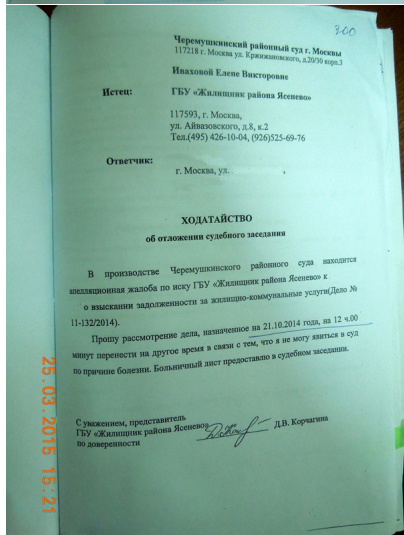 300
Черемушкинский районный суд г. Москвы
117218 г. Москва ул. Кржижановского, д.20/30 корп.3
Иваховой Елене Викторовне
Истец: ГБУ «Жилищник района Ясенево»
117593, г. Москва,
ул. Айвазовского, д.8, к.2
Тел.(495) 426-10-04, (926)525-69-76
Ответчик:
г. Москва, ул.
ХОДАТАЙСТВО
об отложении судебного заседания
В производстве Черемушкинского районного суда находится
апелляционная жалоба по иску ГБУ «Жилищник района Ясенево» к
о взыскании задолженности за жилищно-коммунальные услуги(Дело №
11-132/2014).
Прошу рассмотрение дела, назначенное на 21.10.2014 года, на 12 ч.00
минут перенести на другое время в связи с тем, что я не могу явиться в суд
по причине болезни. Больничный лист предоставлю в судебном заседании.
С уважением, представитель
ГБУ «Жилищник района Ясенево»
по доверенности
Д.В. Корчагина
25.03.2015 15:21